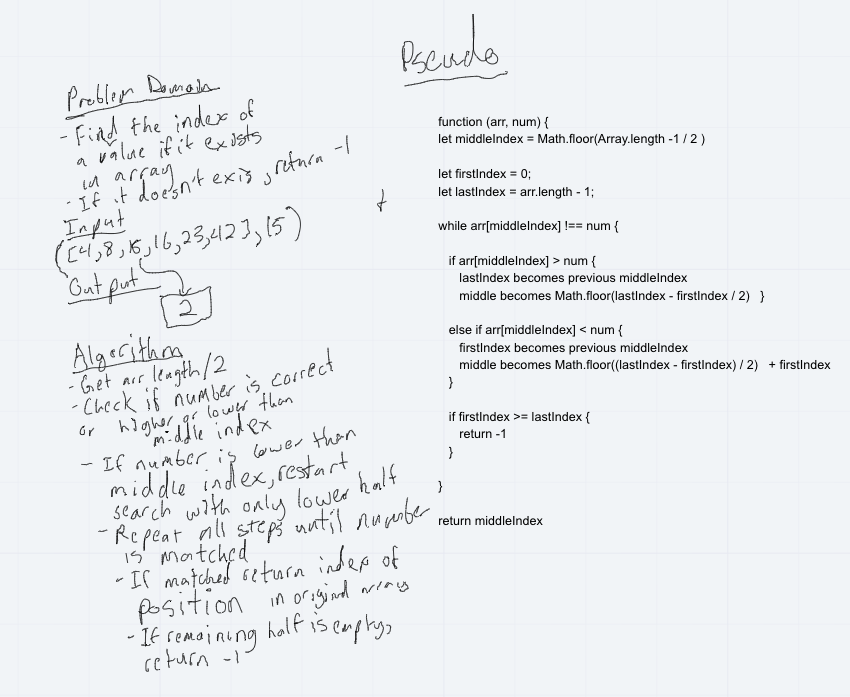 Pseudo
Problem Domain
- Find the index of
a value if it exists
in array
- If it doesn't exis, return -1
Input
([4,8,15,16,23,42], 15)
Output
2
Algorithm
- Get arr length/2
- Check if number is correct
or higher or lower than
middle index
- If number is lower than
middle index, restart
search with only lower half
- Repeat all steps until number
is matched
- If matched return index of
position in original array
- If remaining half is empty,
return -1
function (arr, num) {
let middleIndex = Math.floor(Array.length -1 / 2 )
let firstIndex = 0;
let lastIndex = arr.length - 1;
while arr[middleIndex] !== num {
if arr[middleIndex] > num {
lastIndex becomes previous middleIndex
middle becomes Math.floor(lastIndex - firstIndex / 2) }
else if arr[middleIndex] < num {
firstIndex becomes previous middleIndex
middle becomes Math.floor((lastIndex - firstIndex) / 2) + firstIndex
}
if firstIndex >= lastIndex {
return -1
}
}
return middleIndex